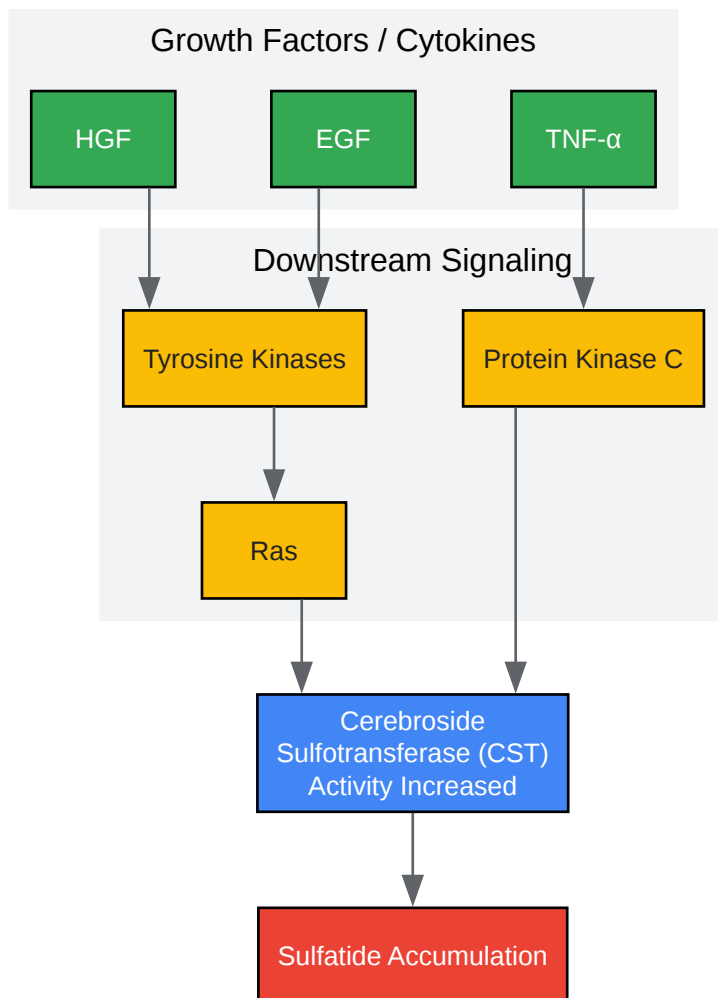 Growth Factors / Cytokines
HGF
EGF
TNF-α
Downstream Signaling
Tyrosine Kinases
Protein Kinase C
Ras
Cerebroside
Sulfotransferase (CST)
Activity Increased
Sulfatide Accumulation